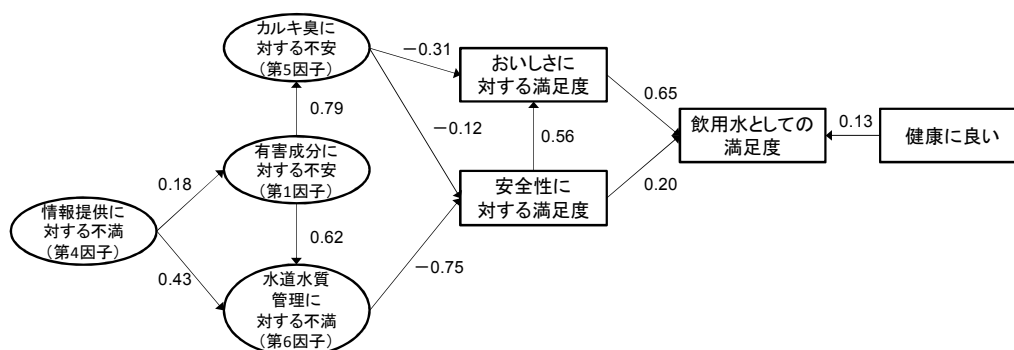 カルキ臭に
対する不安
(第5因子)
－0.31
おいしさに
対する満足度
0.65
0.79
－0.12
0.56
飲用水としての
満足度
0.13
健康に良い
有害成分に
対する不安
(第1因子)
0.18
安全性に
対する満足度
0.20
情報提供に
対する不満
(第4因子)
0.62
0.43
－0.75
水道水質
管理に
対する不満
(第6因子)